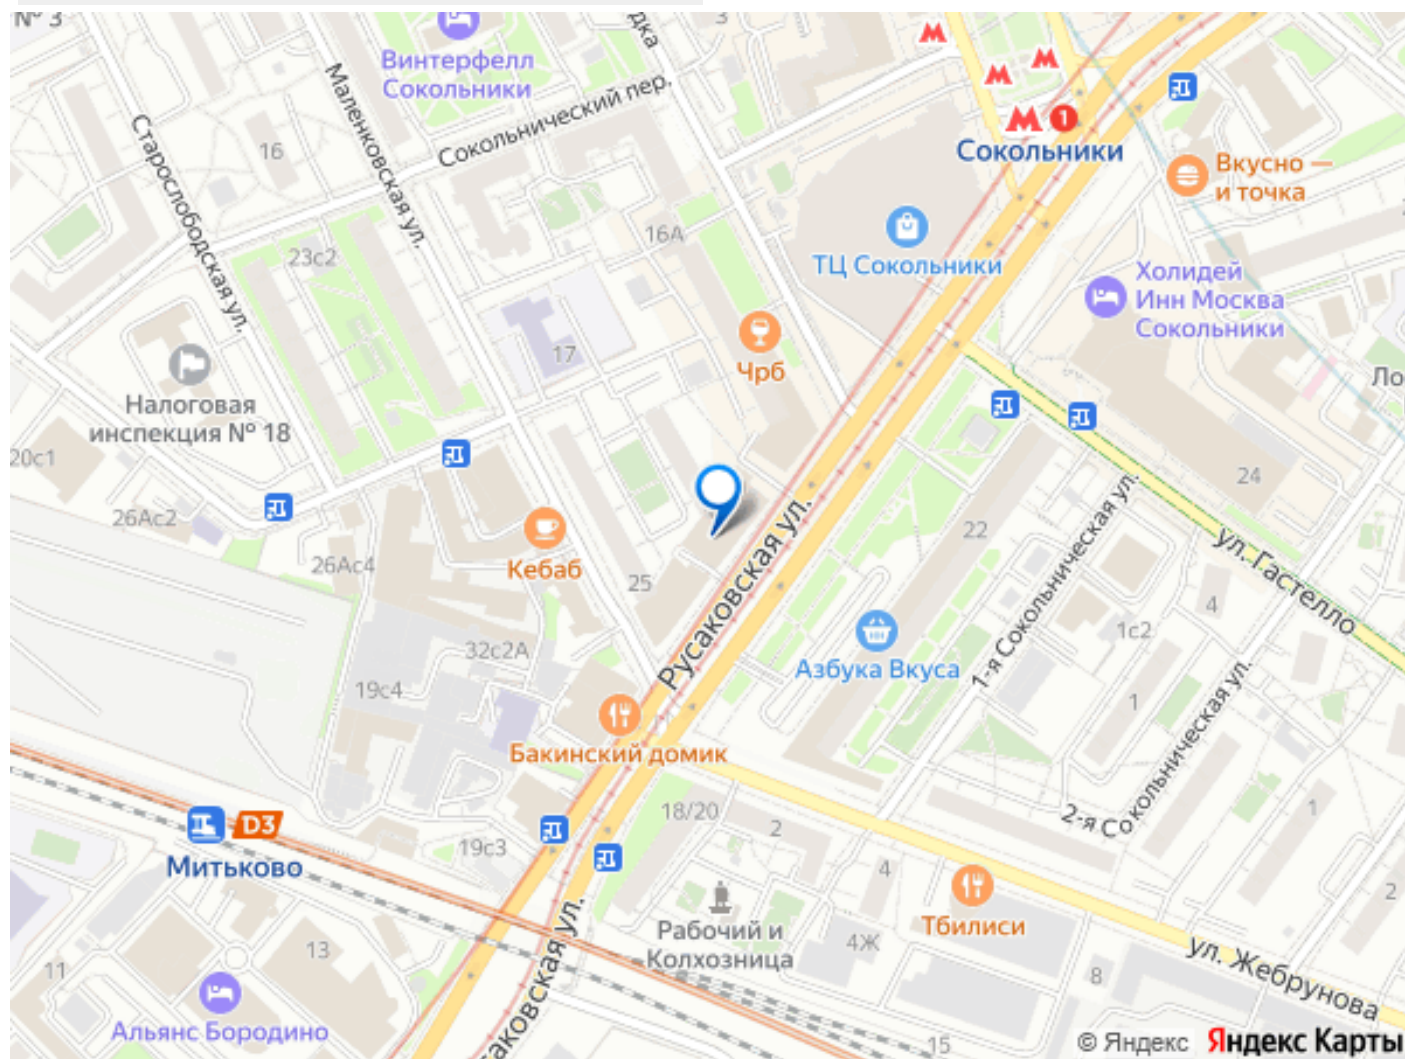 № 3
дка
3
Винтерфелл
Сокольники
Маленковская ул.
Сокольнический пер.
Старослободская ул.
16
1
Сокольники
Вкусно —
и точка
16А
ТЦ Сокольники
23с2
Холидей
Инн Москва
Сокольники
17
Чрб
Ло
Налоговая
инспекция № 18
20с1
24
26Ас2
22
ул. Гастелло
1-я Сокольническая ул.
Русаковская ул.
26Ас4
Кебаб
25
4
1с2
32с2А
Азбука Вкуса
19с4
1
2-я Сокольническая ул.
Бакинский домик
18/20
2
1
D3
Митьково
19с3
4
2
Тбилиси
Рабочий и
Колхозница
4Ж
13
11
8
ул. Жебрунова
Альянс Бородино
саковская ул.
15
© Яндекс Яндекс Карты